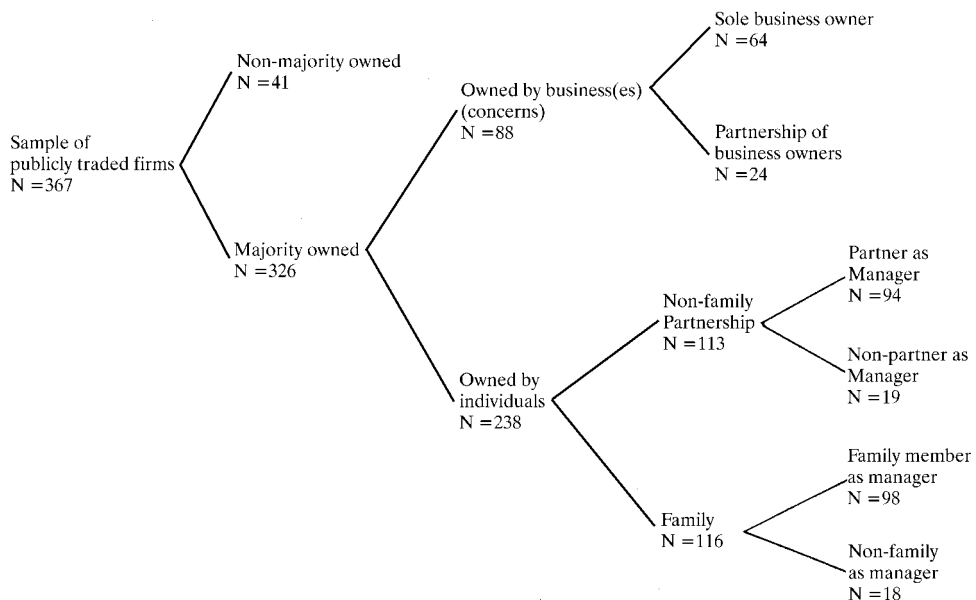 Sample of
publicly traded firms
N =367
Non-majority owned
N =41
Majority owned
N =326
Owned by business(es)
(concerns)
N =88
Owned by
individuals
N =238
Sole business owner
N =64
Partnership of
business owners
N =24
Non-family
Partnership
N =113
Family
N =116
Partner as
Manager
N =94
Non-partner as
Manager
N =19
Family member
as manager
N =98
Non-family
as manager
N =18